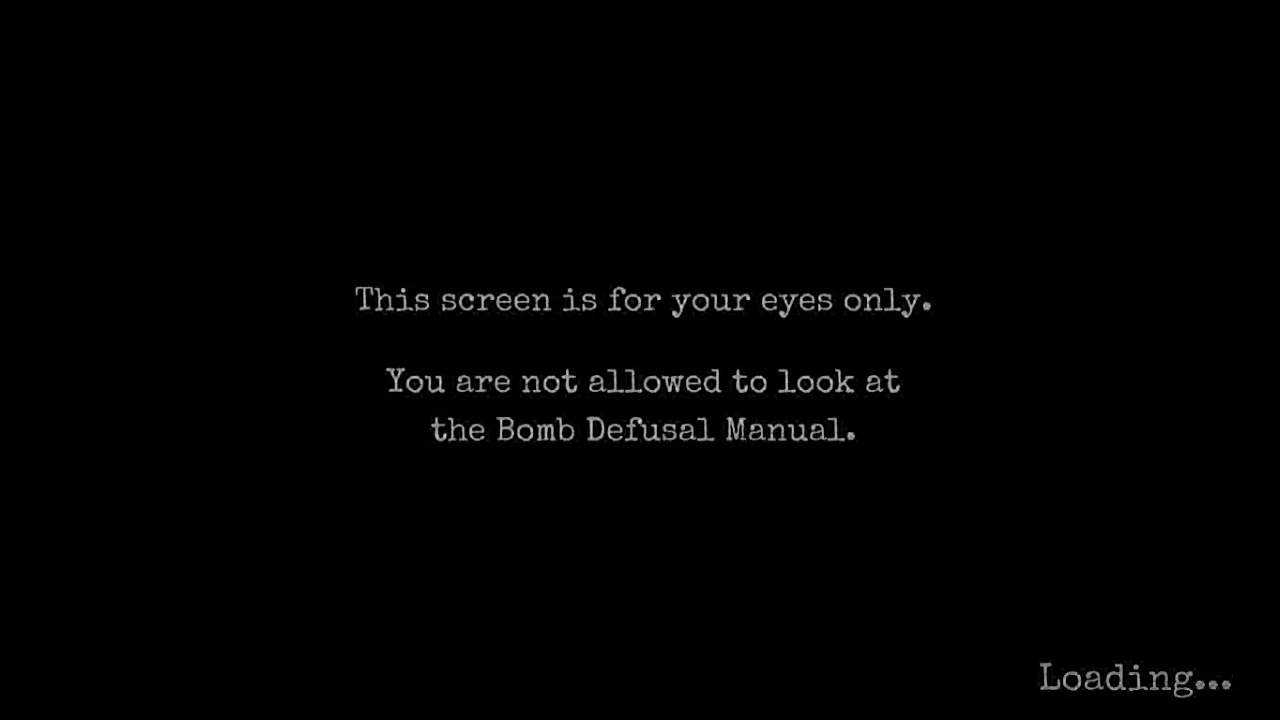 This screen is for your eyes only.
You are not allowed to look at
the Bomb Defusal Manual.
Loading...